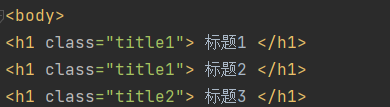 <body>
<h1 class="title1"> 标题1 </h1>
<h1 class="title1"> 标题2 </h1>
<h1 class="title2"> 标题3 </h1>